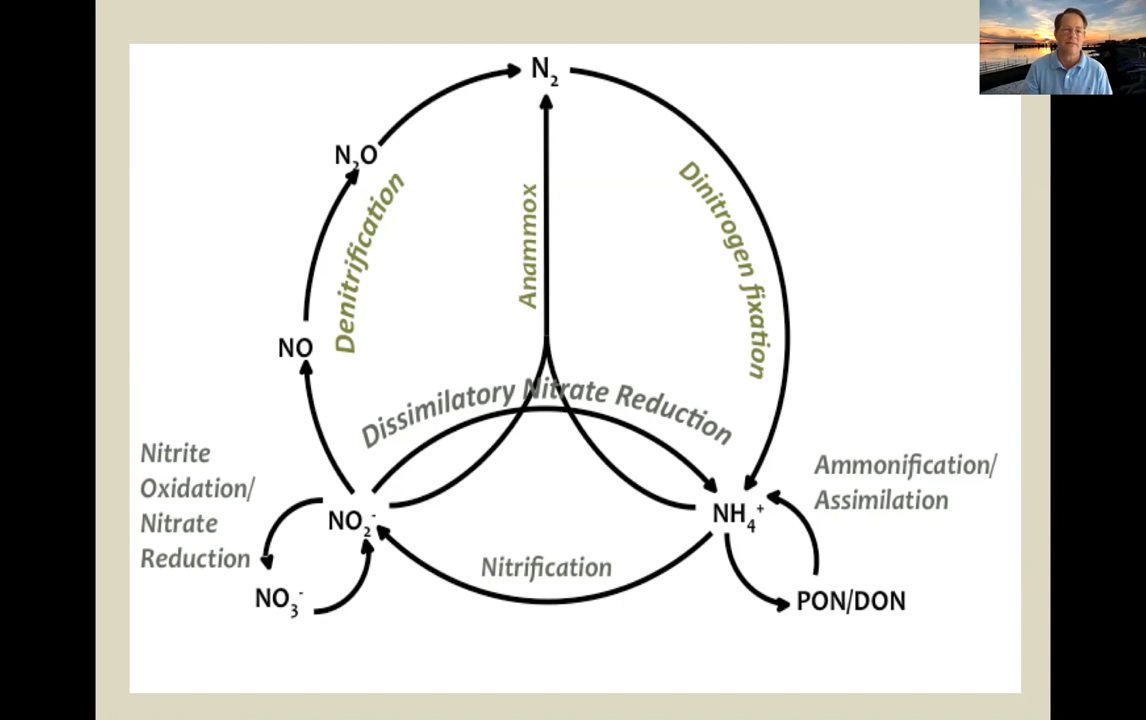 N₂
N₂O
Denitrification
Anammox
Dinitrogen fixation
NO
Dissimilatory Nitrate Reduction
Nitrite
Oxidation/
Nitrate
Reduction
Ammonification/
Assimilation
NO₂⁻
NH₄⁺
Nitrification
NO₃⁻
PON/DON